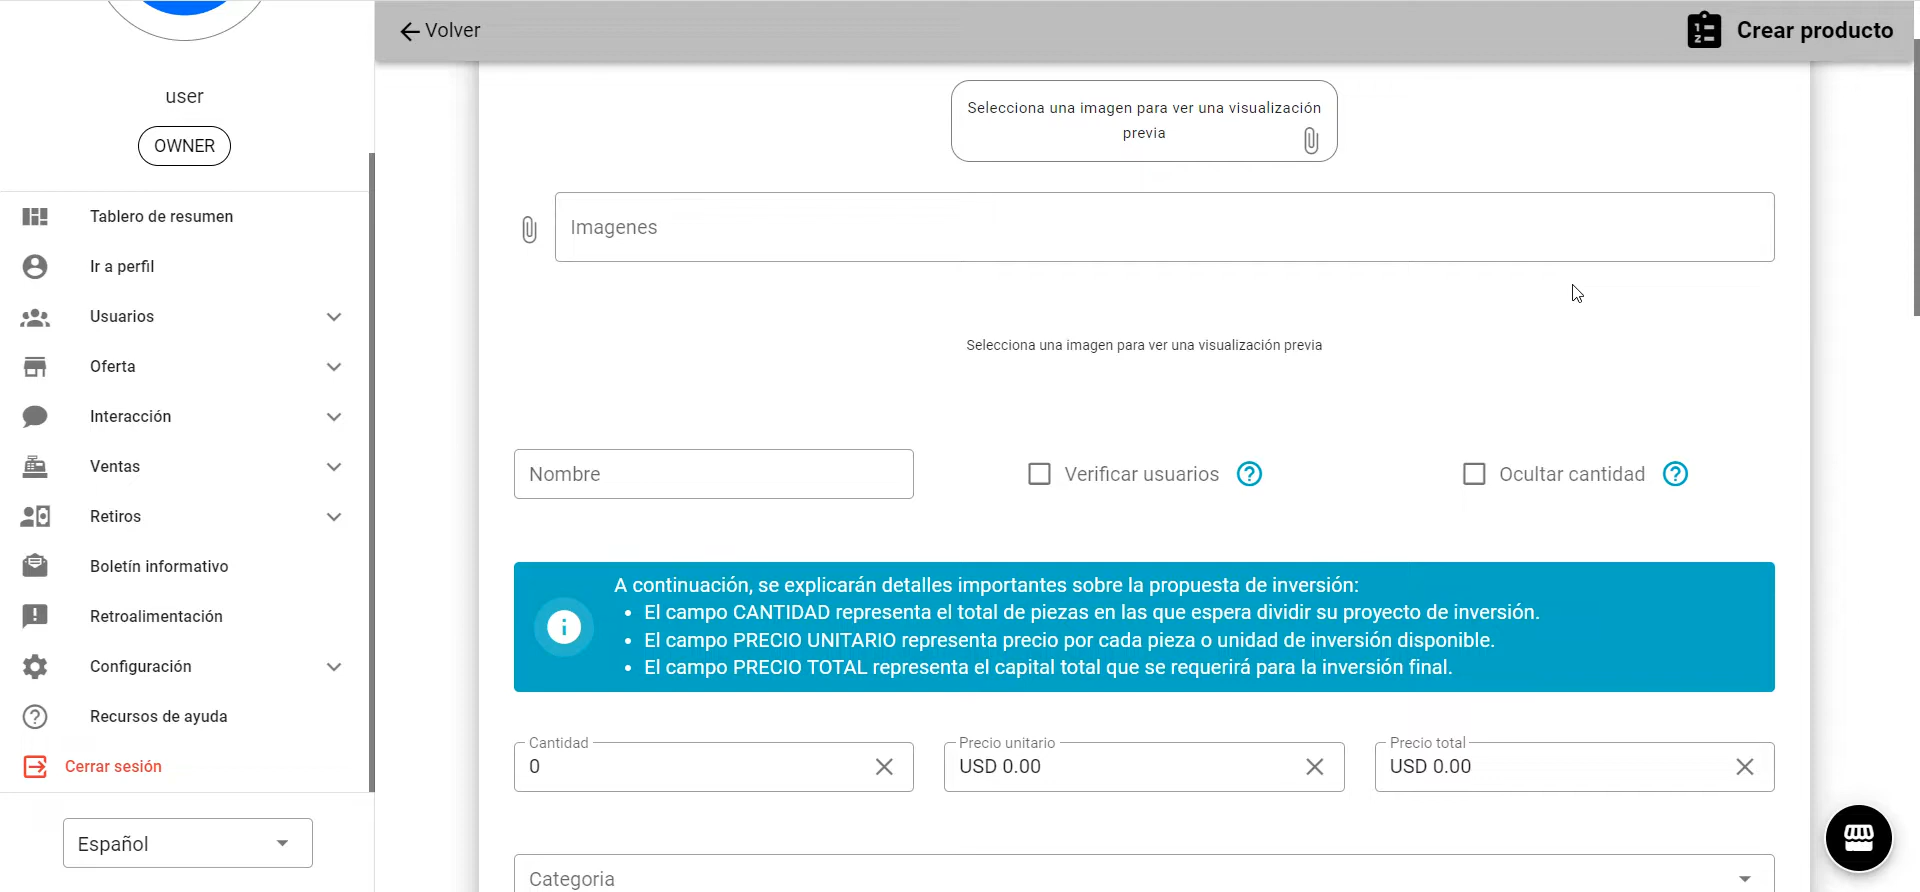 Volver
Crear producto
user
OWNER
Tablero de resumen
Ir a perfil
Usuarios
Oferta
Interacción
Ventas
Retiros
Boletín informativo
Retroalimentación
Configuración
Recursos de ayuda
Cerrar sesión
Español
Selecciona una imagen para ver una visualización
previa
Imagenes
Selecciona una imagen para ver una visualización previa
Nombre
Verificar usuarios
Ocultar cantidad
A continuación, se explicarán detalles importantes sobre la propuesta de inversión:
• El campo CANTIDAD representa el total de piezas en las que espera dividir su proyecto de inversión.
• El campo PRECIO UNITARIO representa precio por cada pieza o unidad de inversión disponible.
• El campo PRECIO TOTAL representa el capital total que se requerirá para la inversión final.
Cantidad
0
Precio unitario
USD 0.00
Precio total
USD 0.00
Categoria